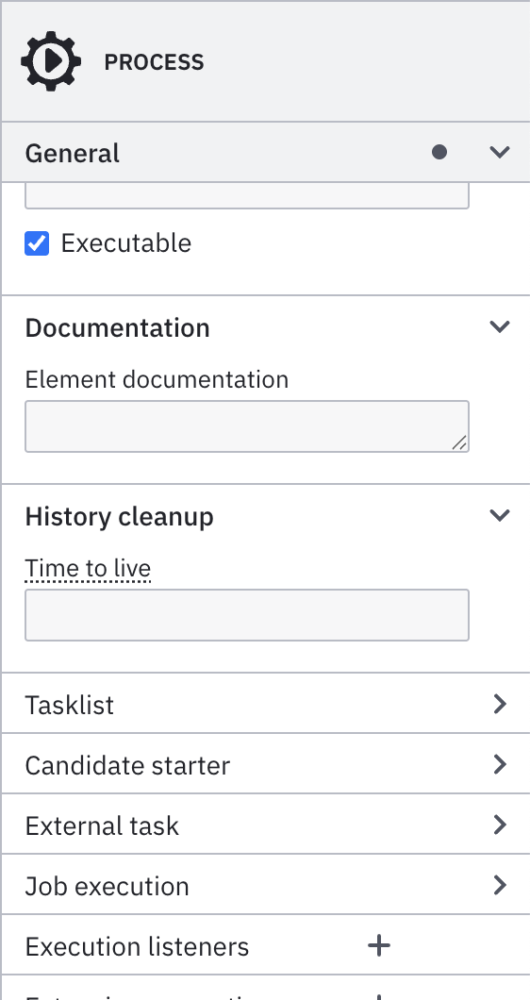 PROCESS
General
Executable
Documentation
Element documentation
History cleanup
Time to live
Tasklist
Candidate starter
External task
Job execution
Execution listeners